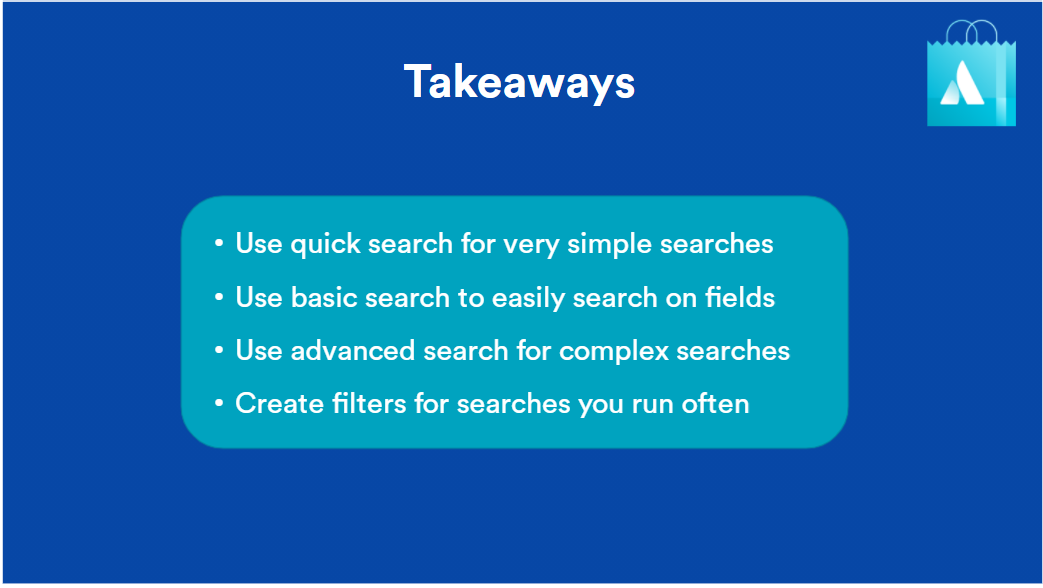 Takeaways
• Use quick search for very simple searches
• Use basic search to easily search on fields
• Use advanced search for complex searches
• Create filters for searches you run often